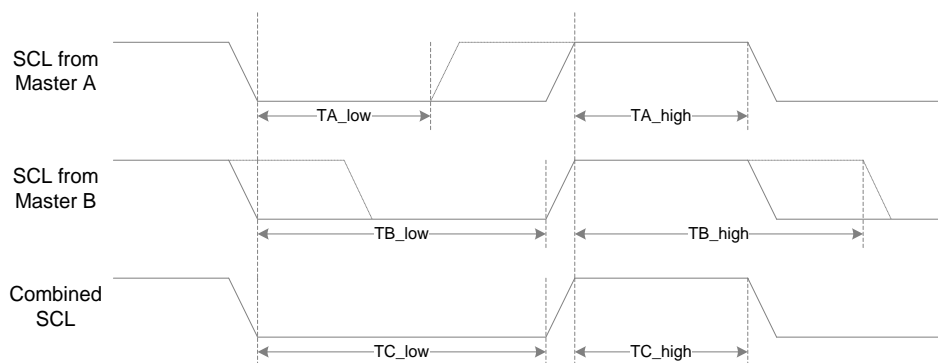 SCL from
Master A
TA_low
TA_high
SCL from
Master B
TB_low
TB_high
Combined
SCL
TC_low
TC_high